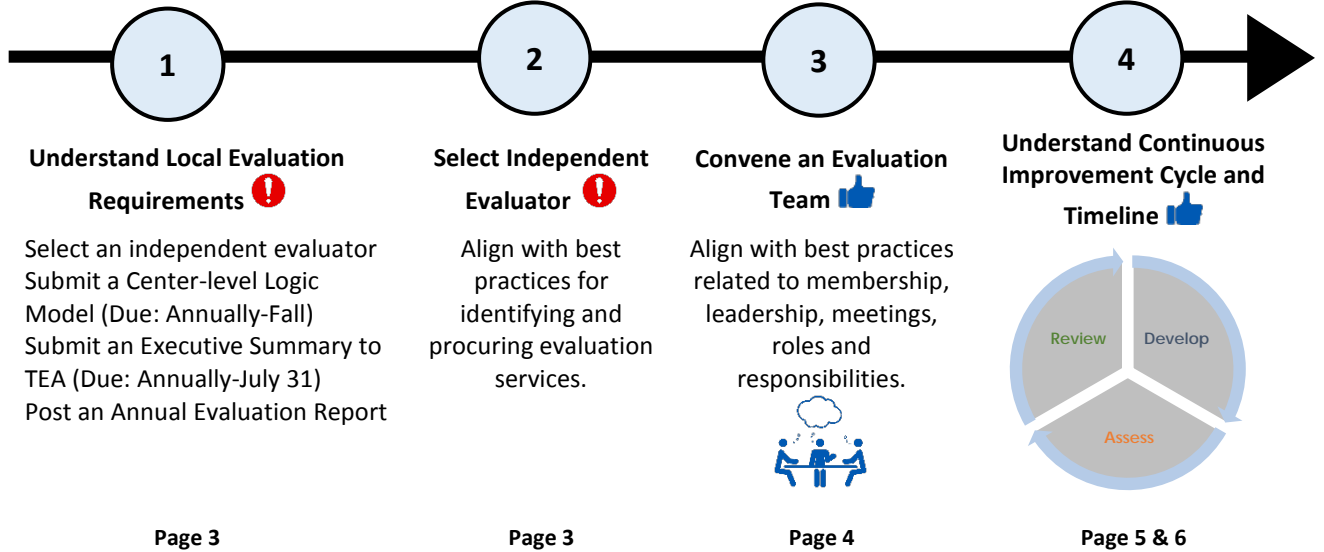 1
2
3
4
Understand Local Evaluation
Requirements
Select an independent evaluator
Submit a Center-level Logic
Model (Due: Annually-Fall)
Submit an Executive Summary to
TEA (Due: Annually-July 31)
Post an Annual Evaluation Report
Page 3
Select Independent
Evaluator
Align with best
practices for
identifying and
procuring evaluation
services.
Page 3
Convene an Evaluation
Team
Align with best practices
related to membership,
leadership, meetings,
roles and
responsibilities.
Page 4
Understand Continuous
Improvement Cycle and
Timeline
Review
Develop
Assess
Page 5 & 6